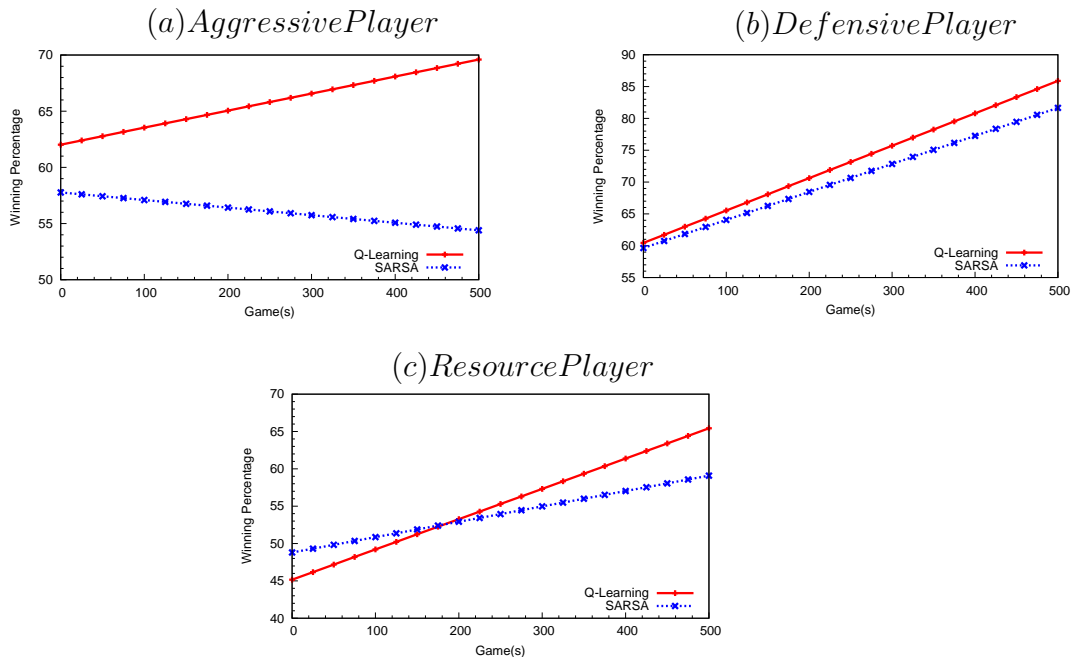 (a)AggressivePlayer
70
65
60
55
50
0 100 200 300 400 500
Winning Percentage
Game(s)
Q-Learning
SARSA
(b)DefensivePlayer
90
85
80
75
70
65
60
55
0 100 200 300 400 500
Winning Percentage
Game(s)
Q-Learning
SARSA
(c)ResourcePlayer
70
65
60
55
50
45
40
0 100 200 300 400 500
Winning Percentage
Game(s)
Q-Learning
SARSA